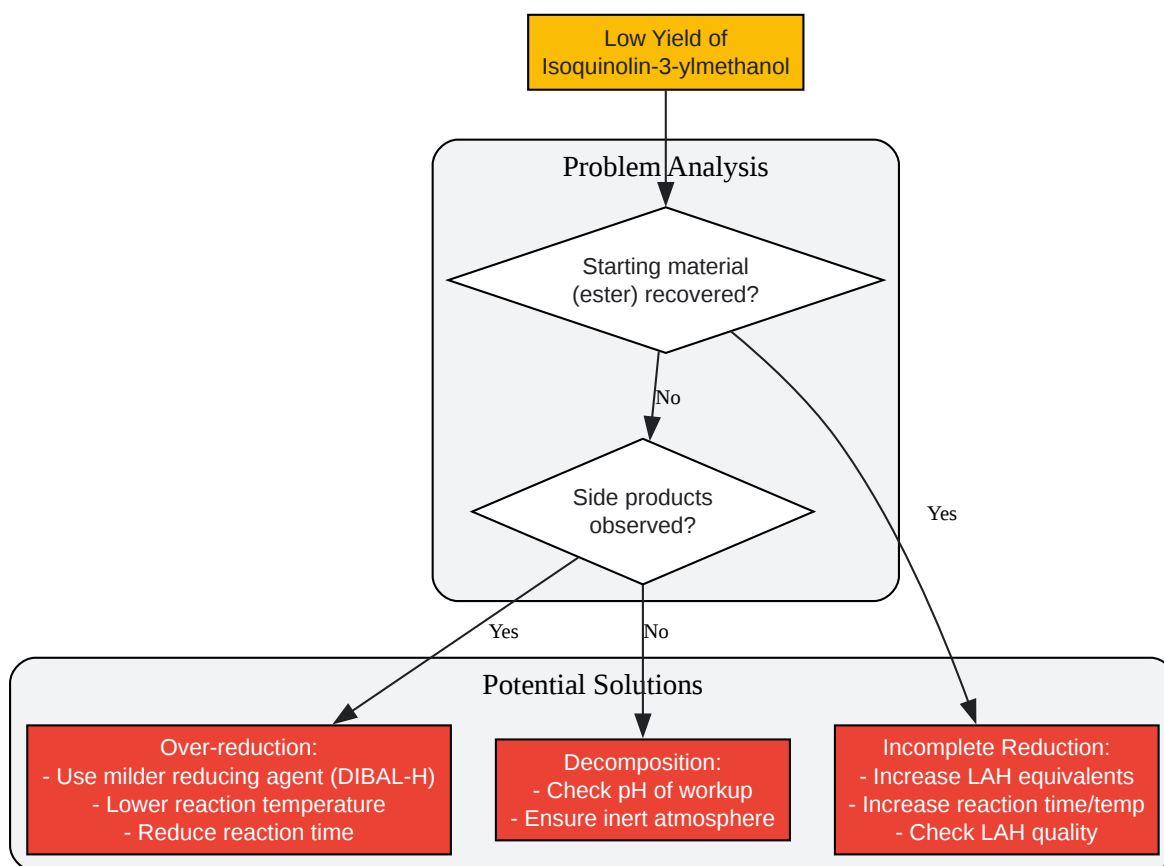 Low Yield of
Isoquinolin-3-ylmethanol
Problem Analysis
Starting material
(ester) recovered?
No
Yes
Side products
observed?
Yes
No
Potential Solutions
Over-reduction:
- Use milder reducing agent (DIBAL-H)
- Lower reaction temperature
- Reduce reaction time
Decomposition:
- Check pH of workup
- Ensure inert atmosphere
Incomplete Reduction:
- Increase LAH equivalents
- Increase reaction time/temp
- Check LAH quality